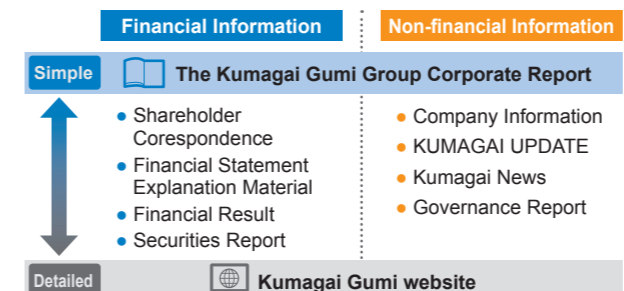 Financial Information
Non-financial Information
Simple
The Kumagai Gumi Group Corporate Report
● Shareholder
Corespondence
● Financial Statement
Explanation Material
● Financial Result
● Securities Report
● Company Information
● KUMAGAI UPDATE
● Kumagai News
● Governance Report
Detailed
Kumagai Gumi website